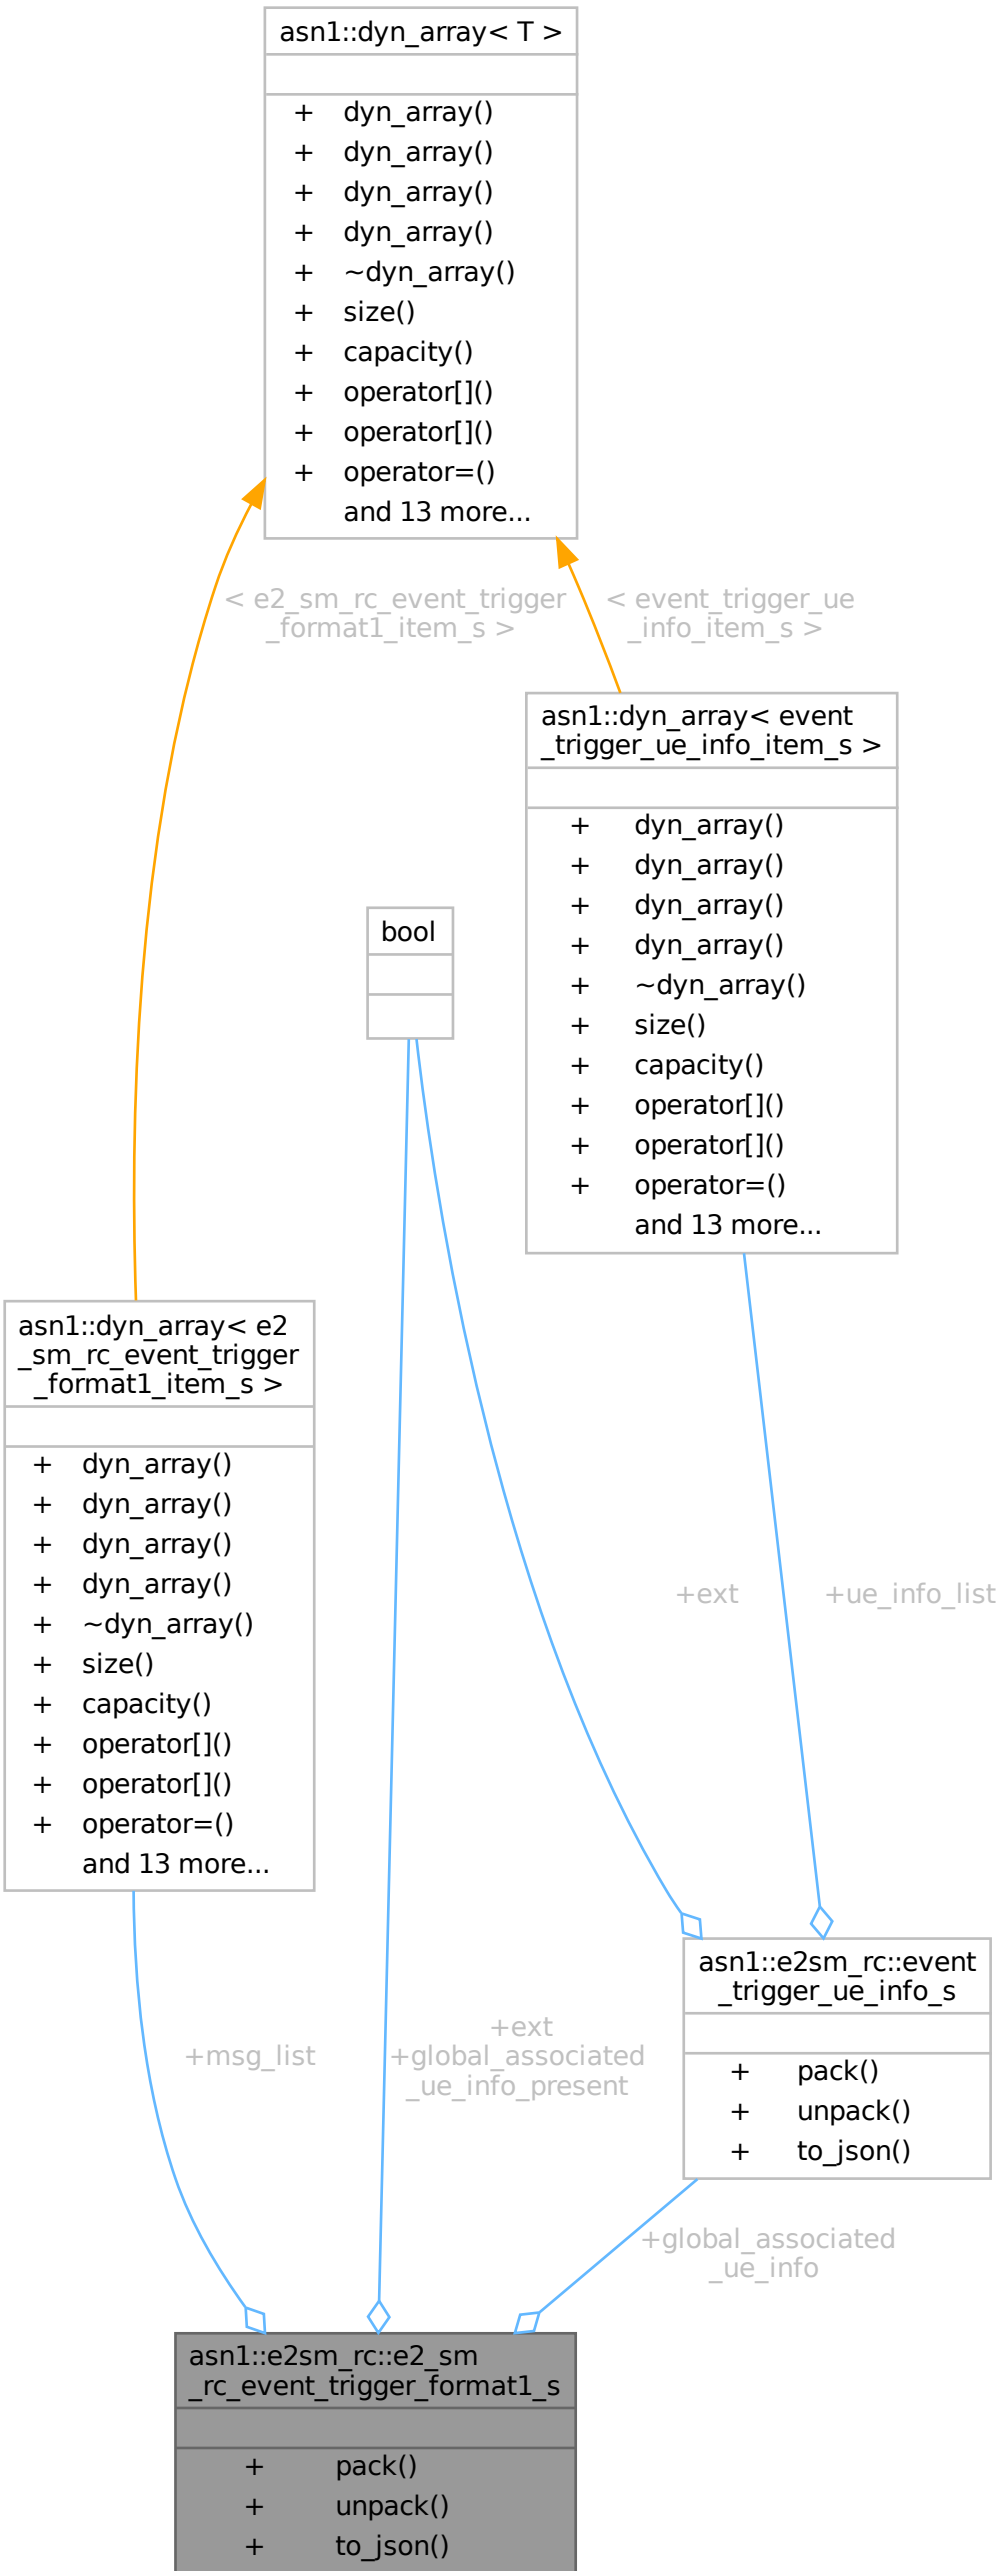 asn1::dyn_array< T >
+ dyn_array()
+ dyn_array()
+ dyn_array()
+ dyn_array()
+ ~dyn_array()
+ size()
+ capacity()
+ operator[]()
+ operator[]()
+ operator=()
and 13 more...
< e2_sm_rc_event_trigger
_format1_item_s >
< event_trigger_ue
_info_item_s >
asn1::dyn_array< event
_trigger_ue_info_item_s >
+ dyn_array()
+ dyn_array()
+ dyn_array()
+ dyn_array()
+ ~dyn_array()
+ size()
+ capacity()
+ operator[]()
+ operator[]()
+ operator=()
and 13 more...
bool
asn1::dyn_array< e2
_sm_rc_event_trigger
_format1_item_s >
+ dyn_array()
+ dyn_array()
+ dyn_array()
+ dyn_array()
+ ~dyn_array()
+ size()
+ capacity()
+ operator[]()
+ operator[]()
+ operator=()
and 13 more...
+ext
+ue_info_list
asn1::e2sm_rc::event
_trigger_ue_info_s
+ pack()
+ unpack()
+ to_json()
+msg_list
+ext
+global_associated
_ue_info_present
+global_associated
_ue_info
asn1::e2sm_rc::e2_sm
_rc_event_trigger_format1_s
+ pack()
+ unpack()
+ to_json()